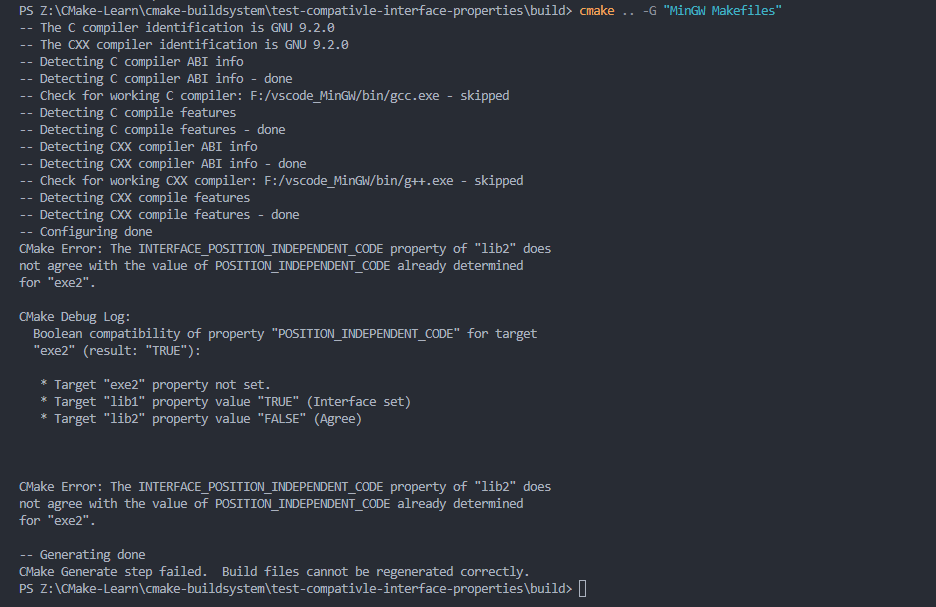 PS Z:\CMake-Learn\cmake-buildsystem\test-compativle-interface-properties\build> cmake .. -G "MinGW Makefiles"
-- The C compiler identification is GNU 9.2.0
-- The CXX compiler identification is GNU 9.2.0
-- Detecting C compiler ABI info
-- Detecting C compiler ABI info - done
-- Check for working C compiler: F:/vscode_MinGW/bin/gcc.exe - skipped
-- Detecting C compile features
-- Detecting C compile features - done
-- Detecting CXX compiler ABI info
-- Detecting CXX compiler ABI info - done
-- Check for working CXX compiler: F:/vscode_MinGW/bin/g++.exe - skipped
-- Detecting CXX compile features
-- Detecting CXX compile features - done
-- Configuring done
CMake Error: The INTERFACE_POSITION_INDEPENDENT_CODE property of "lib2" does
not agree with the value of POSITION_INDEPENDENT_CODE already determined
for "exe2".
CMake Debug Log:
Boolean compatibility of property "POSITION_INDEPENDENT_CODE" for target
"exe2" (result: "TRUE"):
* Target "exe2" property not set.
* Target "lib1" property value "TRUE" (Interface set)
* Target "lib2" property value "FALSE" (Agree)
CMake Error: The INTERFACE_POSITION_INDEPENDENT_CODE property of "lib2" does
not agree with the value of POSITION_INDEPENDENT_CODE already determined
for "exe2".
-- Generating done
CMake Generate step failed.  Build files cannot be regenerated correctly.
PS Z:\CMake-Learn\cmake-buildsystem\test-compativle-interface-properties\build>